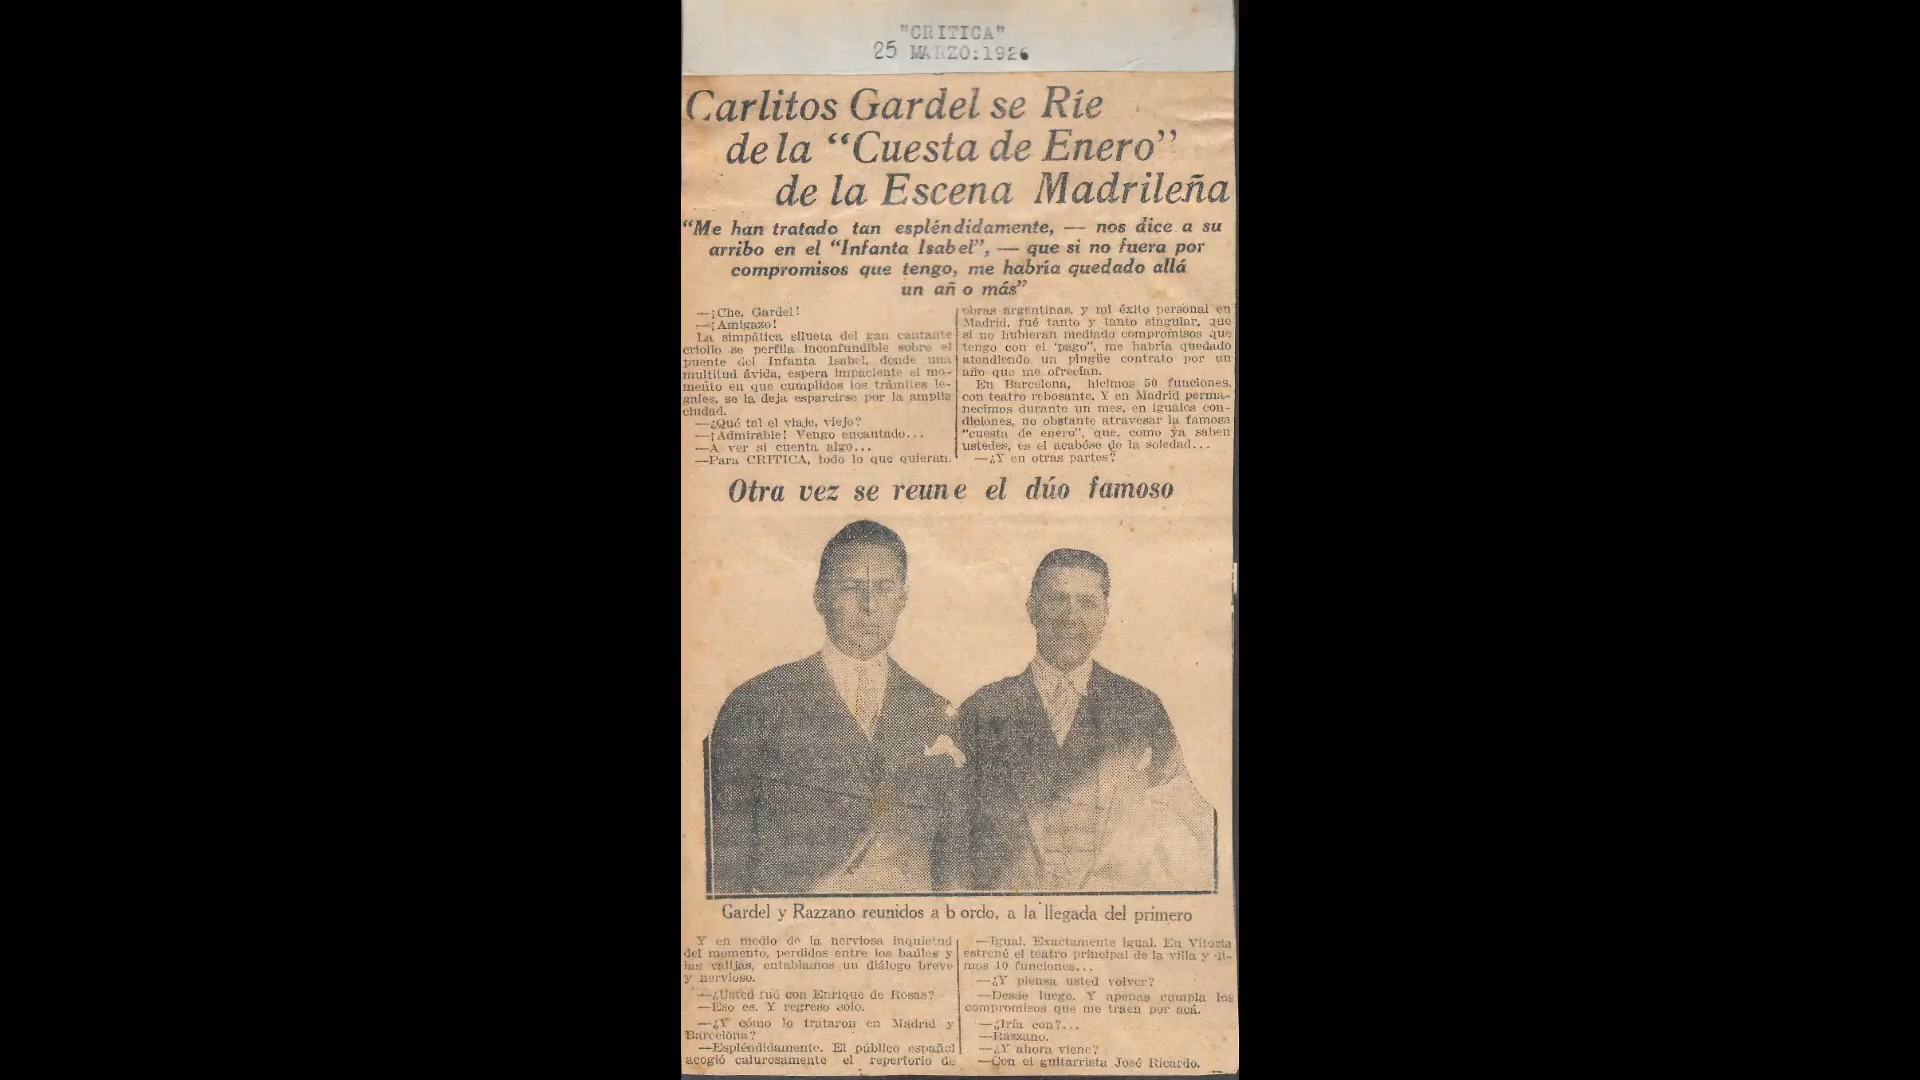 "CRITICA"
25 MARZO:1926
Carlitos Gardel se Ríe
de la “Cuesta de Enero”
de la Escena Madrileña
“Me han tratado tan espléndidamente, — nos dice a su
arribo en el “Infanta Isabel”, — que si no fuera por
compromisos que tengo, me habría quedado allá
un añ o más”
—¡Che, Gardel!
—¡Amigazo!
La simpática silueta del gan cantante
criollo se perfila inconfundible sobre el
puente del Infanta Isabel, donde una
multitud ávida, espera impaciente el mo-
mento en que cumplidos los trámites le-
gales, se la deja esparcirse por la amplia
ciudad.
—¿Qué tal el viaje, viejo?
—¡Admirable! Vengo encantado...
—A ver si cuenta algo...
—Para CRITICA, todo lo que quieran.
obras argentinas, y mi éxito personal en
Madrid, fué tanto y tanto singular, que
si no hubieran mediado compromisos que
tengo con el 'pago", me habría quedado
atendiendo un pingüe contrato por un
año que me ofrecían.
En Barcelona, hicimos 50 funciones,
con teatro rebosante. Y en Madrid perma-
necimos durante un mes, en iguales con-
diciones, no obstante atravesar la famosa
"cuesta de enero", que, como ya saben
ustedes, es el acabóse de la soledad...
—¿Y en otras partes?
Otra vez se reune el dúo famoso
Gardel y Razzano reunidos a b ordo, a la llegada del primero
Y en medio de la nerviosa inquietud
del momento, perdidos entre los baúles y
las valijas, entablamos un diálogo breve
y nervioso.
—¿Usted fué con Enrique de Rosas?
—Eso es. Y regreso solo.
—¿Y cómo lo trataron en Madrid y
Barcelona?
—Espléndidamente. El público español
acogió calurosamente el repertorio de
—Igual. Exactamente igual. En Vitoria
estrené el teatro principal de la villa y di-
mos 10 funciones...
—¿Y piensa usted volver?
—Desde luego. Y apenas cumpla los
compromisos que me traen por acá.
—¿Iría con?...
—Razzano.
—¿Y ahora viene?
—Con el guitarrista José Ricardo.